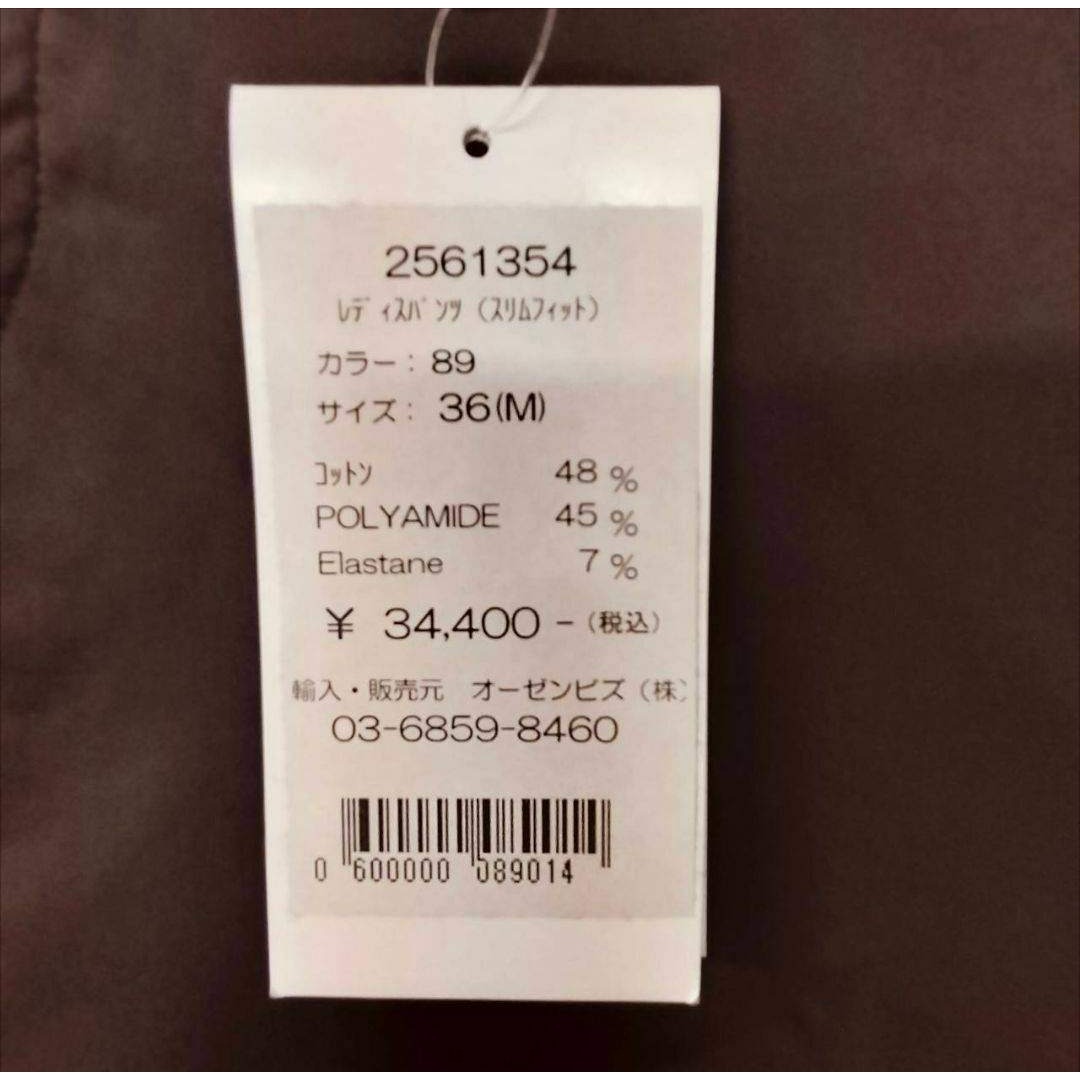 2561354
ﾚﾃﾞｨｽﾊﾟﾝﾂ（ｽﾘﾑﾌｨｯﾄ）
カラー：89
サイズ：36(M)
ｺｯﾄﾝ 48 %
POLYAMIDE 45 %
Elastane 7 %
¥ 34,400 -（税込）
輸入・販売元　オーゼンビズ（株）
03-6859-8460
0 600000 089014